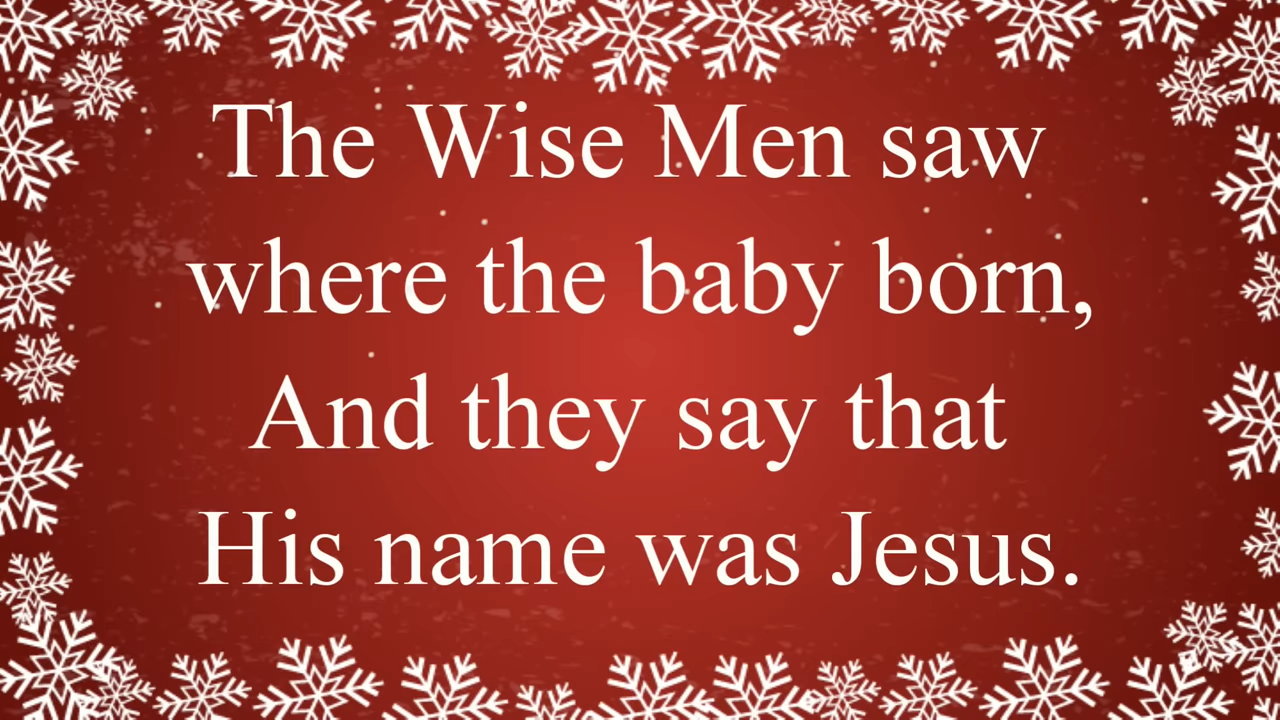 The Wise Men saw
where the baby born,
And they say that
His name was Jesus.